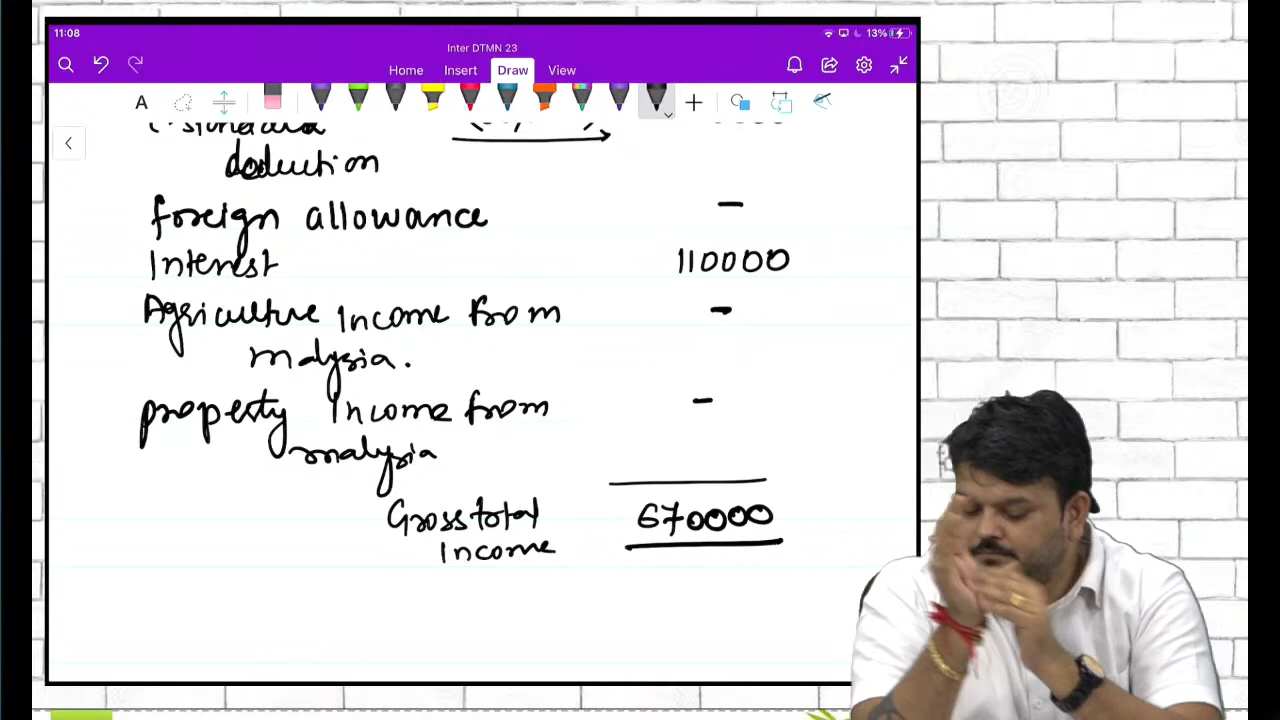 11:08
13%
Inter DTMN 23
Home Insert Draw View
A
deduction
foreign allowance -
Interest 110000
Agriculture Income from -
malysia.
property Income from -
malysia
Gross total 670000
Income